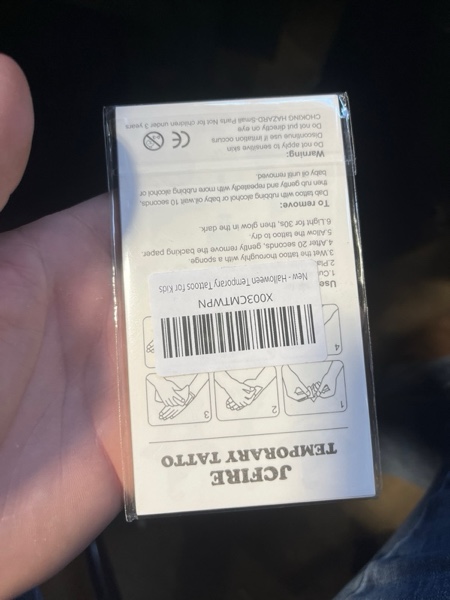 JCFIRE
TEMPORARY TATTO
1
2
3
4
X003CMTWPN
New - Halloween Temporary Tattoos for Kids
Use
1.Cu
2.Pla
3.Wet the tattoo thoroughly with a sponge.
4.After 20 seconds, gently remove the backing paper.
5.Allow the tattoo to dry.
6.Light for 30s, then glow in the dark.
To remove:
Dab tattoo with rubbing alcohol or baby oil wait 10 seconds,
then rub gently and repeatedly with more rubbing alcohol or
baby oil until removed.
Warning:
Do not apply to sensitive skin
Discontinue use if irritation occurs
Do not put directly on eye
CHOKING HAZARD-Small Parts Not for children under 3 years
CE
0-3